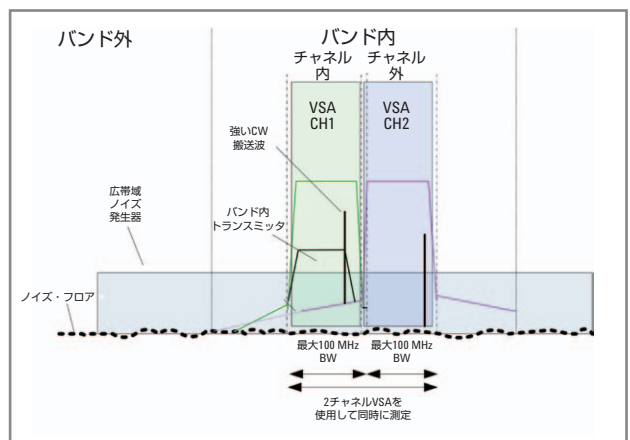 バンド外
バンド内
チャネル
内
チャネル
外
VSA
CH1
VSA
CH2
強いCW
搬送波
広帯域
ノイズ
発生器
バンド内
トランスミッタ
ノイズ・フロア
最大100 MHz
BW
最大100 MHz
BW
2チャネルVSAを
使用して同時に測定